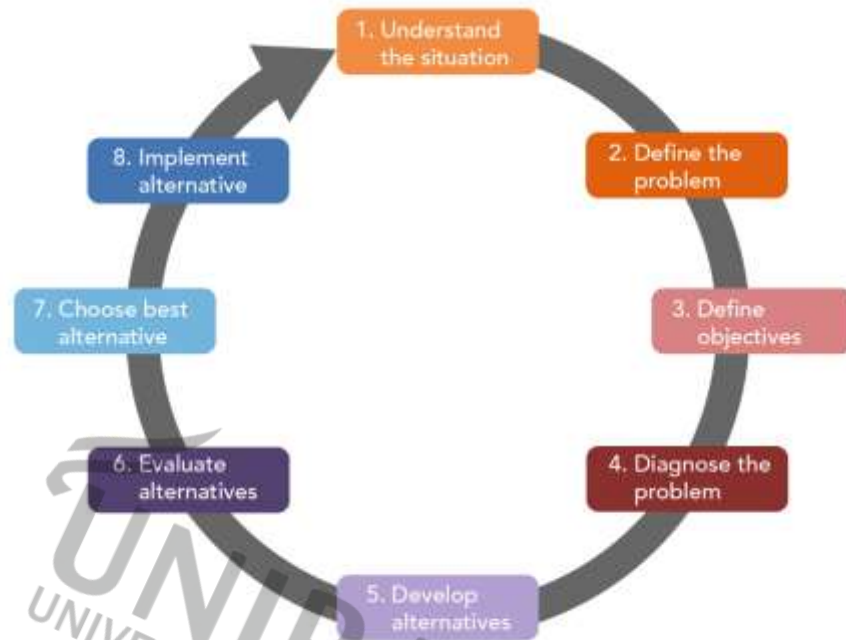 1. Understand
the situation
2. Define the
problem
3. Define
objectives
4. Diagnose the
problem
5. Develop
alternatives
6. Evaluate
alternatives
7. Choose best
alternative
8. Implement
alternative